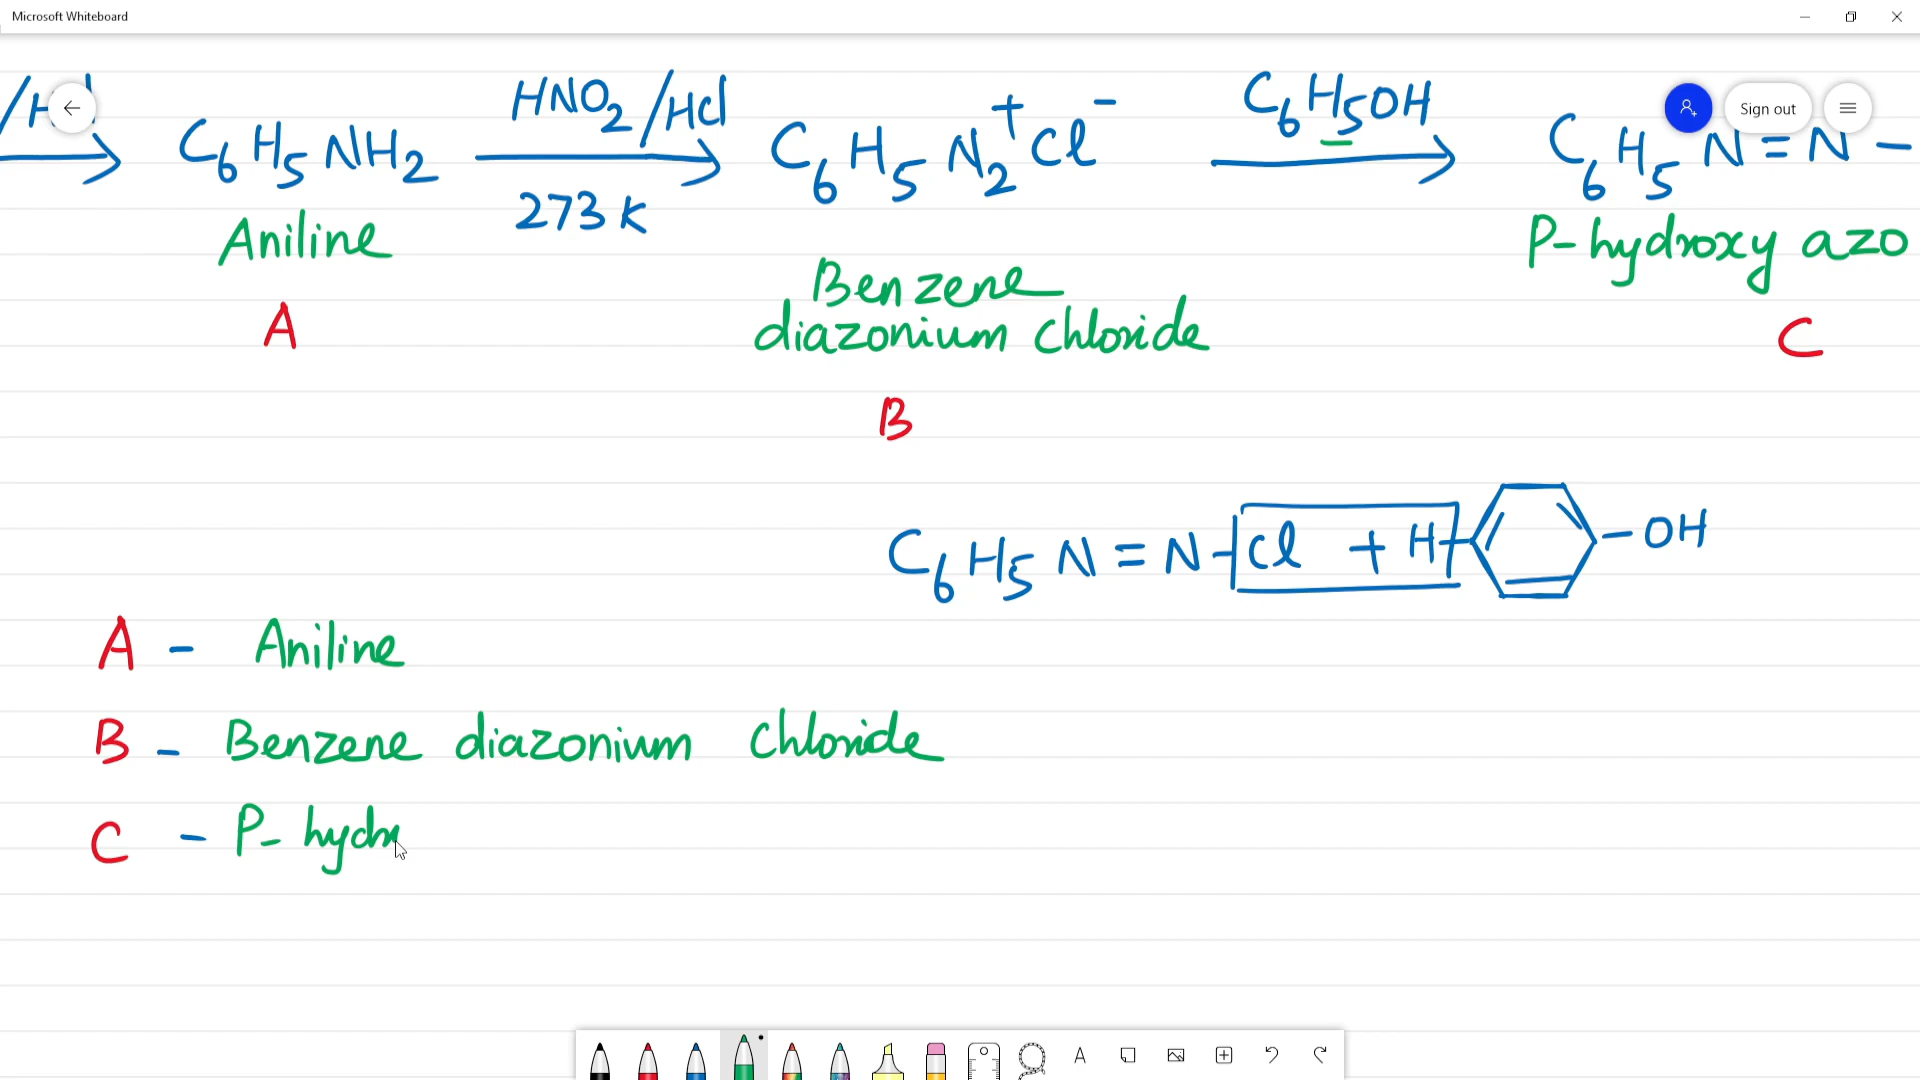 Microsoft Whiteboard
/HCl C6H5NH2 HNO2/HCl C6H5N2+Cl- C6H5OH C6H5N=N-
273 K
Sign out
Aniline P-hydroxy azo
Benzene
diazonium chloride
A C
B
C6H5N=N-Cl + H- -OH
A - Aniline
B - Benzene diazonium chloride
C - P-hydr
A